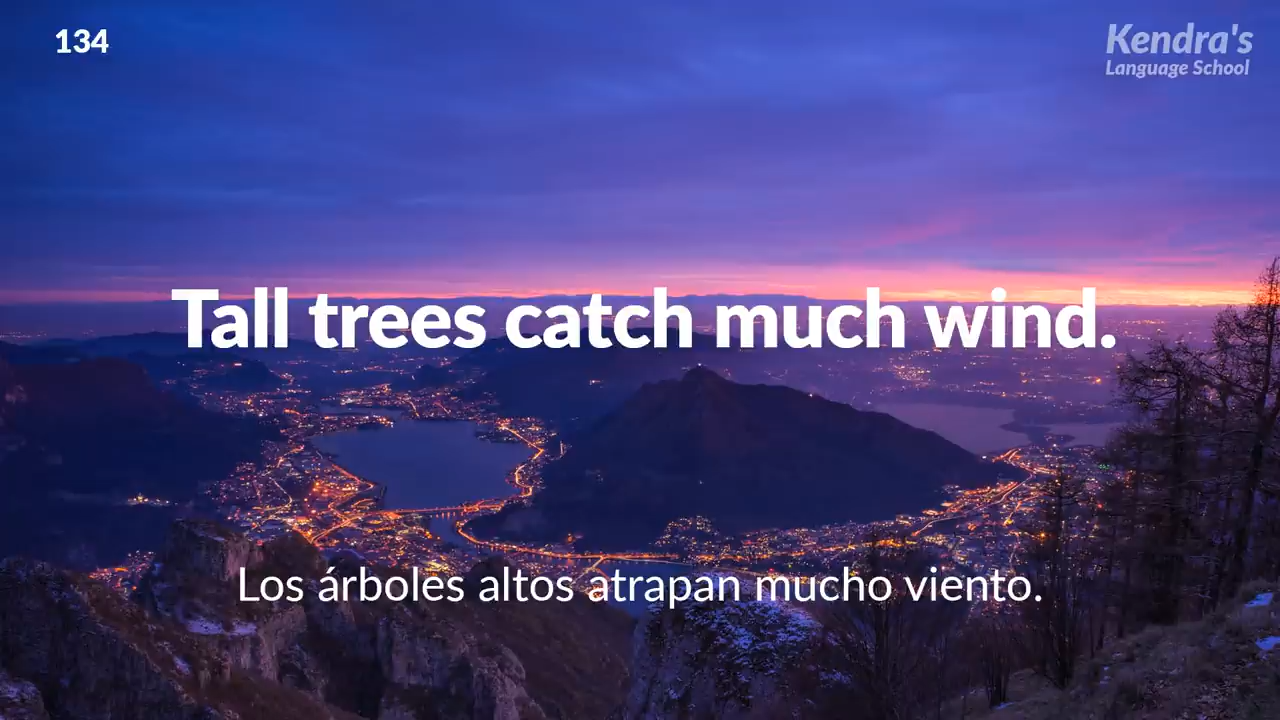 134
Kendra's
Language School
Tall trees catch much wind.
Los árboles altos atrapan mucho viento.